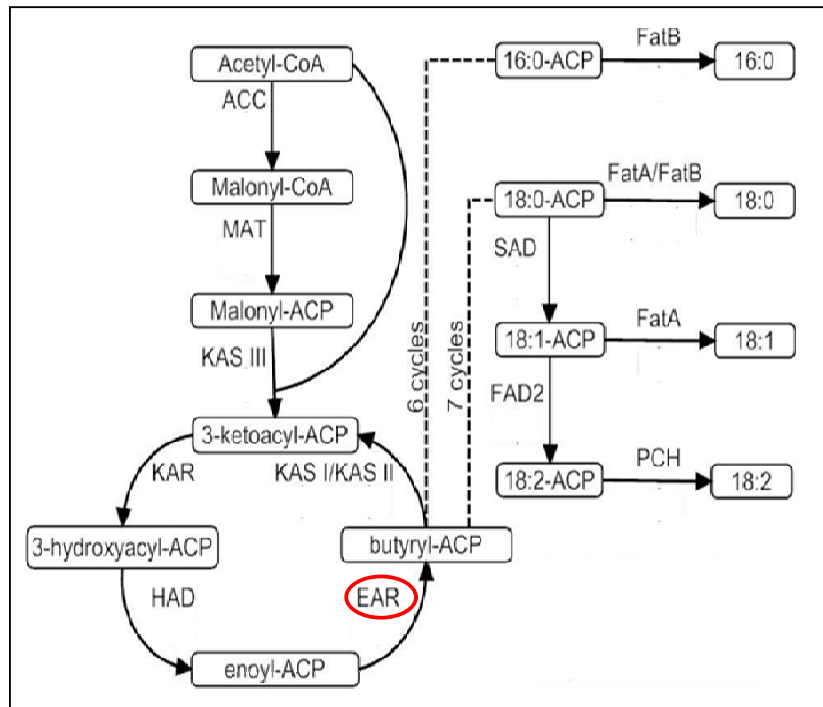 Acetyl-CoA
ACC
Malonyl-CoA
MAT
Malonyl-ACP
KAS III
3-ketoacyl-ACP
KAR
KAS I/KAS II
3-hydroxyacyl-ACP
butyryl-ACP
HAD
EAR
enoyl-ACP
6 cycles
7 cycles
16:0-ACP
FatB
16:0
18:0-ACP
FatA/FatB
18:0
SAD
18:1-ACP
FatA
18:1
FAD2
18:2-ACP
PCH
18:2